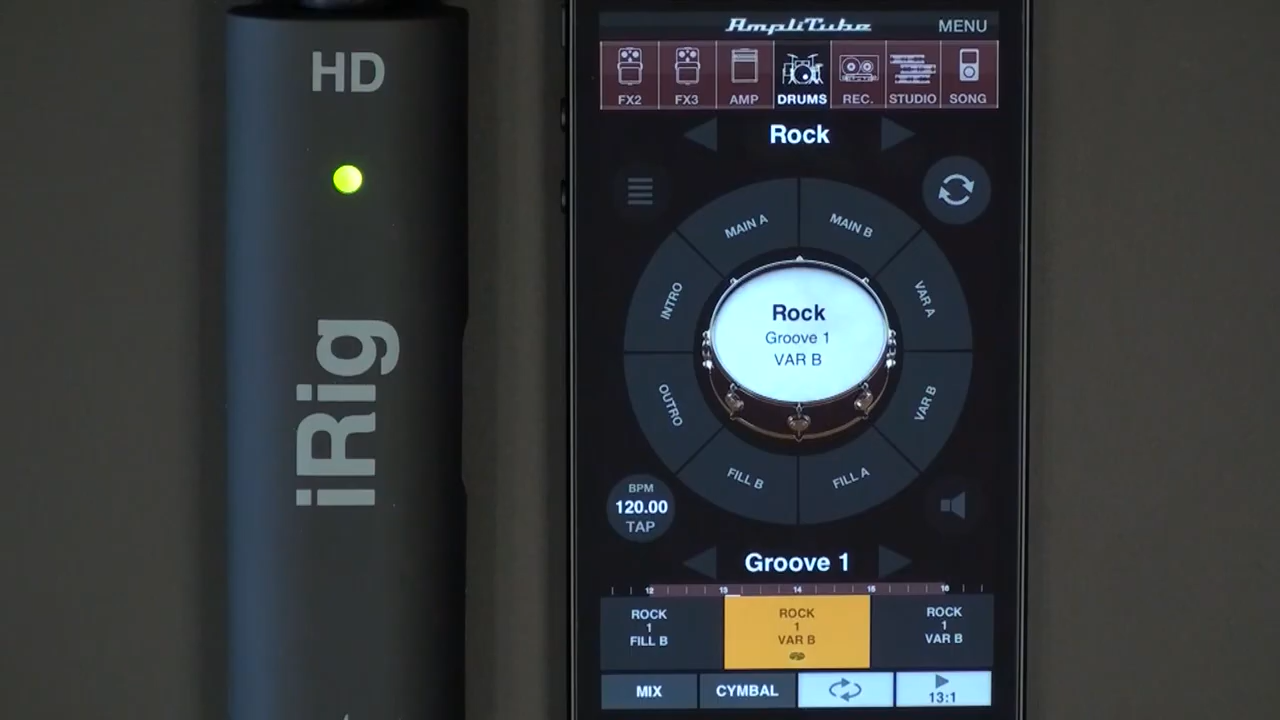 HD
iRig
AmpliTube
MENU
FX2
FX3
AMP
DRUMS
REC.
STUDIO
SONG
Rock
MAIN A
MAIN B
INTRO
VAR A
Rock
Groove 1
VAR B
OUTRO
VAR B
FILL B
FILL A
BPM
120.00
TAP
Groove 1
12
13
14
15
16
ROCK
1
FILL B
ROCK
1
VAR B
ROCK
1
VAR B
MIX
CYMBAL
13:1